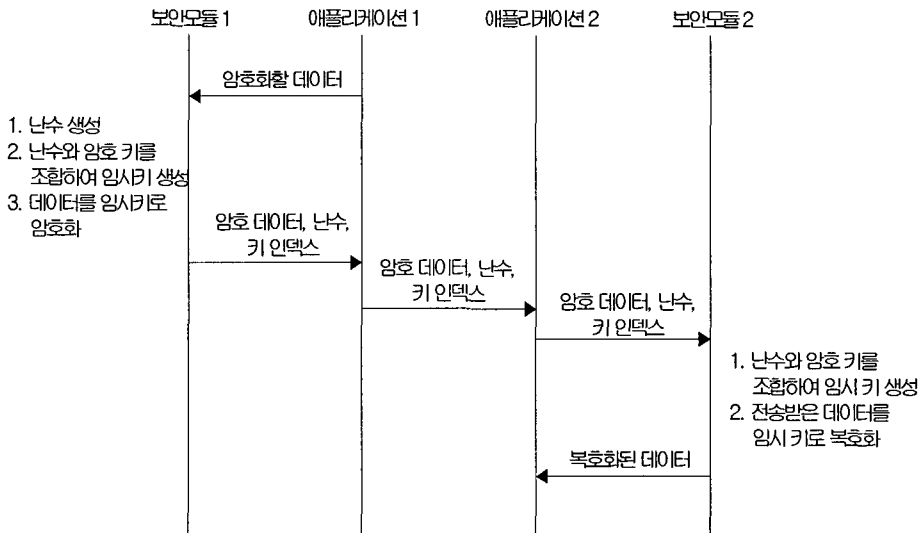 보안모듈 1
애플리케이션 1
애플리케이션 2
보안모듈 2
암호화할 데이터
1. 난수 생성
2. 난수와 암호 키를
조합하여 임시키 생성
3. 데이터를 임시키로
암호화
암호 데이터, 난수,
키 인덱스
암호 데이터, 난수,
키 인덱스
암호 데이터, 난수,
키 인덱스
1. 난수와 암호 키를
조합하여 임시 키 생성
2. 전송받은 데이터를
임시 키로 복호화
복호화된 데이터